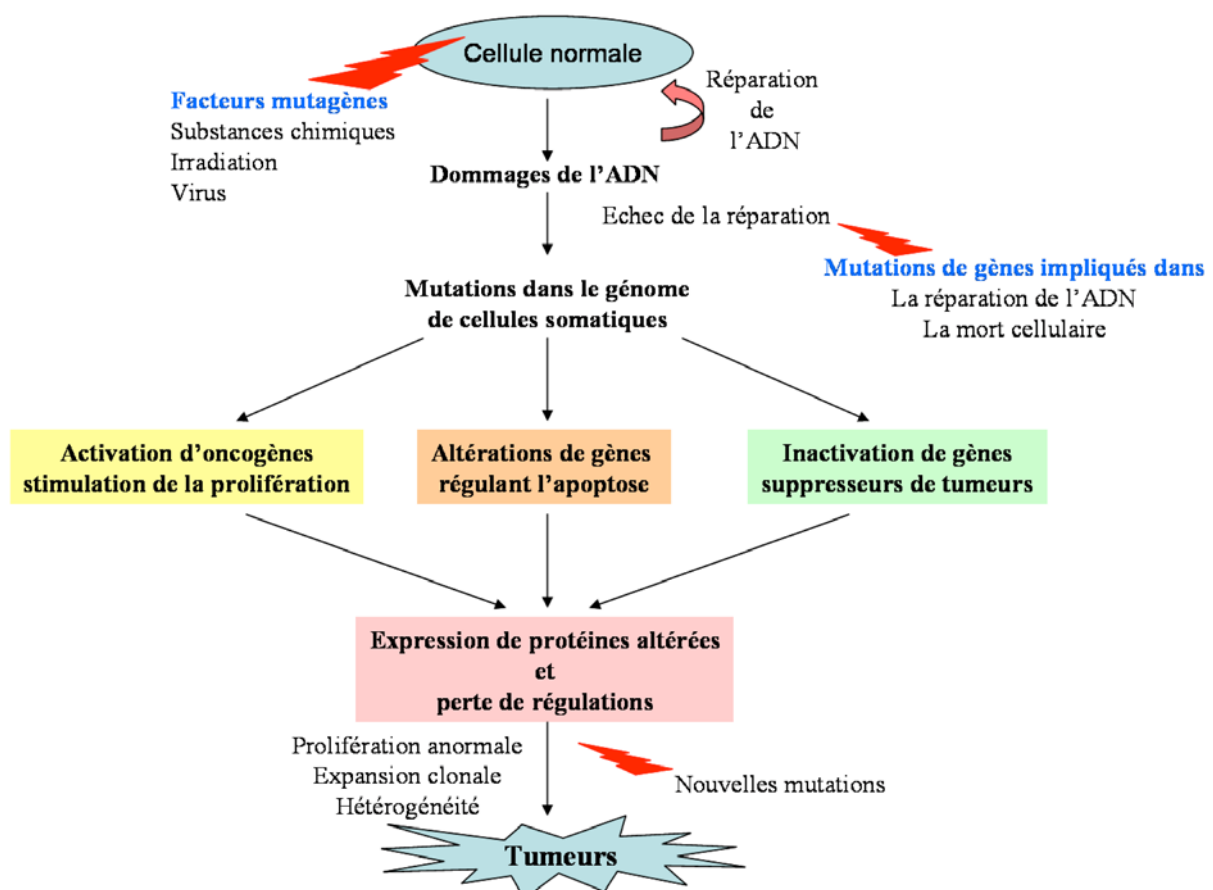 Cellule normale
Facteurs mutagènes
Substances chimiques
Irradiation
Virus
Réparation
de
l’ADN
Dommages de l’ADN
Echec de la réparation
Mutations de gènes impliqués dans
La réparation de l’ADN
La mort cellulaire
Mutations dans le génome
de cellules somatiques
Activation d’oncogènes
stimulation de la prolifération
Altérations de gènes
régulant l’apoptose
Inactivation de gènes
suppresseurs de tumeurs
Expression de protéines altérées
et
perte de régulations
Prolifération anormale
Expansion clonale
Hétérogénéité
Nouvelles mutations
Tumeurs